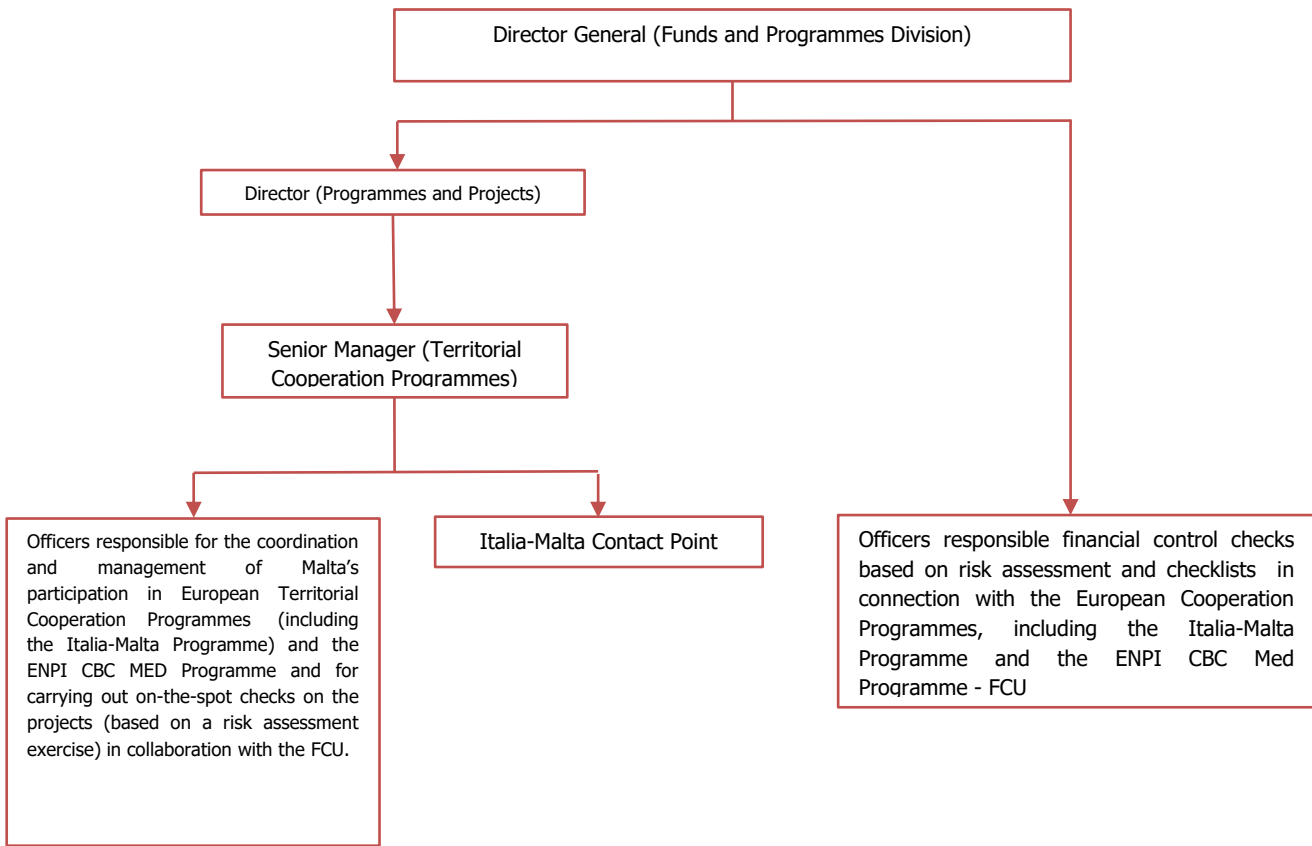 Director General (Funds and Programmes Division)
Director (Programmes and Projects)
Senior Manager (Territorial
Cooperation Programmes)
Officers responsible for the coordination
and management of Malta’s
participation in European Territorial
Cooperation Programmes (including
the Italia-Malta Programme) and the
ENPI CBC MED Programme and for
carrying out on-the-spot checks on the
projects (based on a risk assessment
exercise) in collaboration with the FCU.
Italia-Malta Contact Point
Officers responsible financial control checks
based on risk assessment and checklists in
connection with the European Cooperation
Programmes, including the Italia-Malta
Programme and the ENPI CBC Med
Programme - FCU